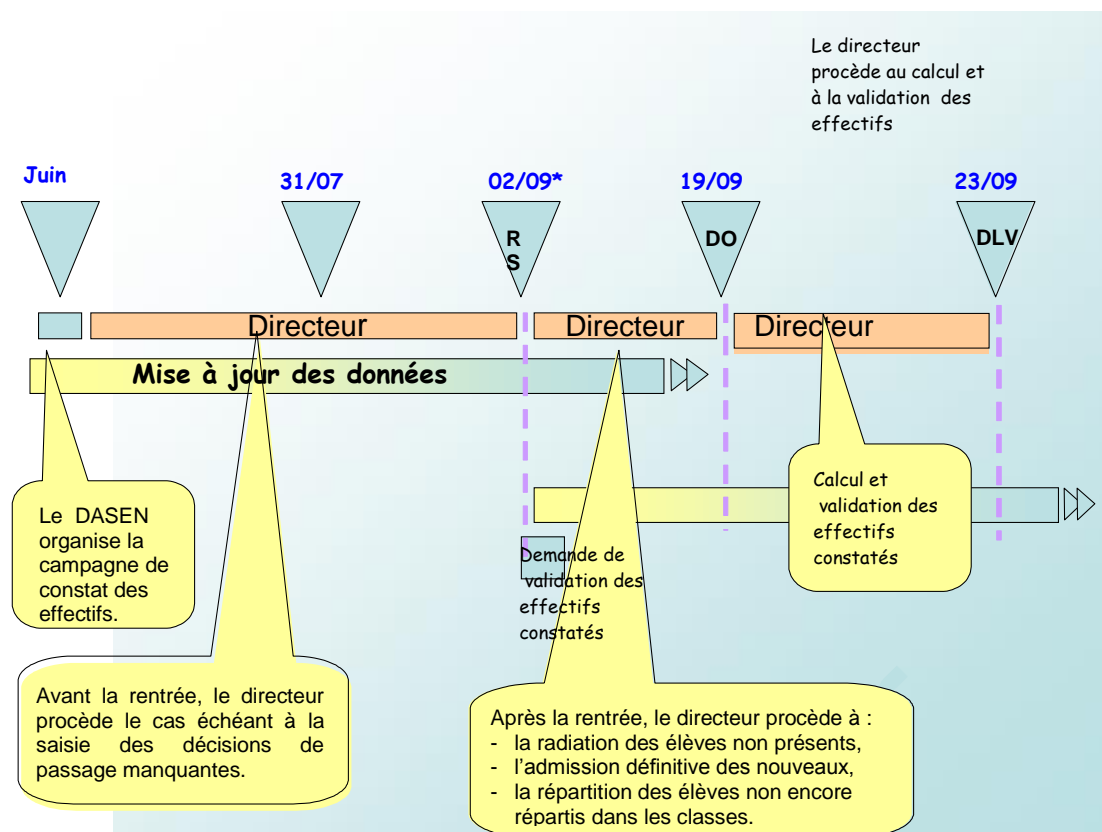 Le directeur
procède au calcul et
à la validation des
effectifs
Juin
31/07
02/09*
19/09
23/09
R
S
DO
DLV
Directeur
Directeur
Directeur
Mise à jour des données
Le DASEN
organise la
campagne de
constat des
effectifs.
Calcul et
validation des
effectifs
constatés
Demande de
validation des
effectifs
constatés
Avant la rentrée, le directeur
procède le cas échéant à la
saisie des décisions de
passage manquantes.
Après la rentrée, le directeur procède à :
- la radiation des élèves non présents,
- l’admission définitive des nouveaux,
- la répartition des élèves non encore
répartis dans les classes.